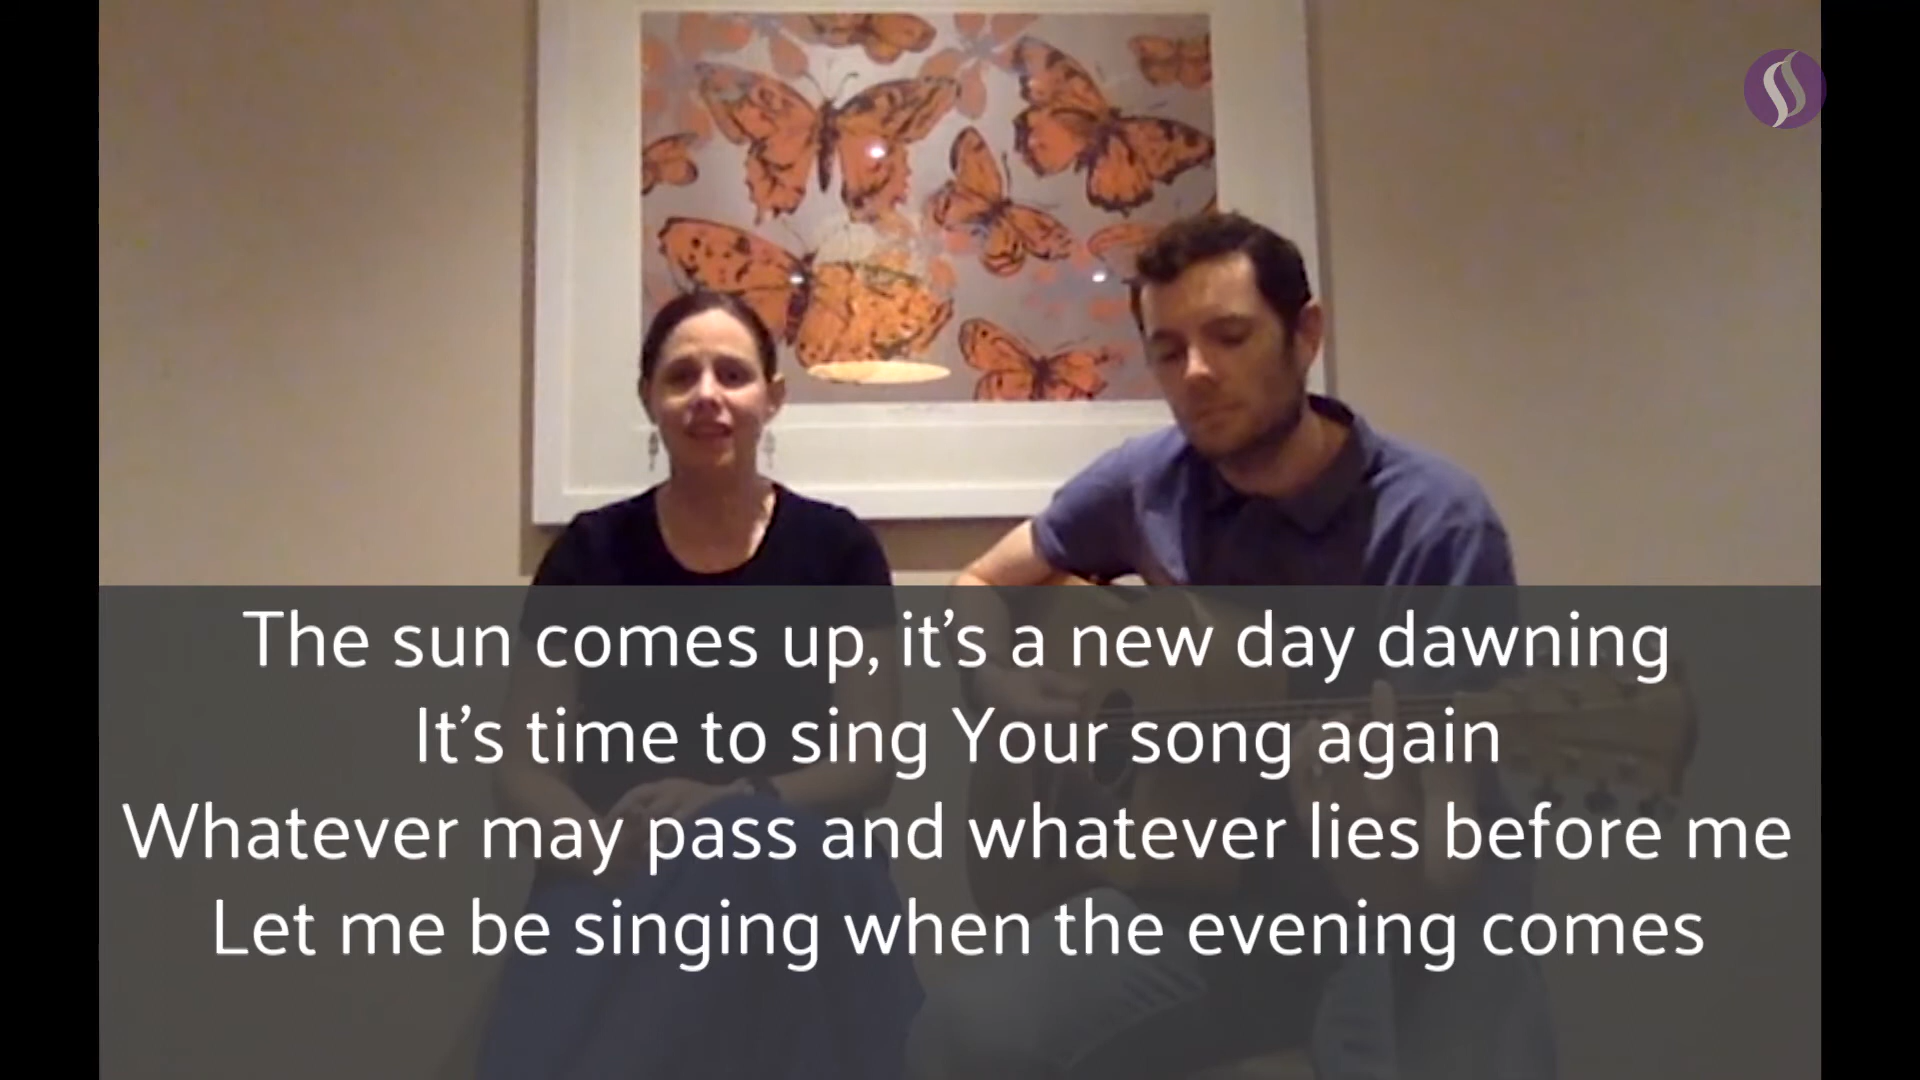 The sun comes up, it's a new day dawning
It's time to sing Your song again
Whatever may pass and whatever lies before me
Let me be singing when the evening comes